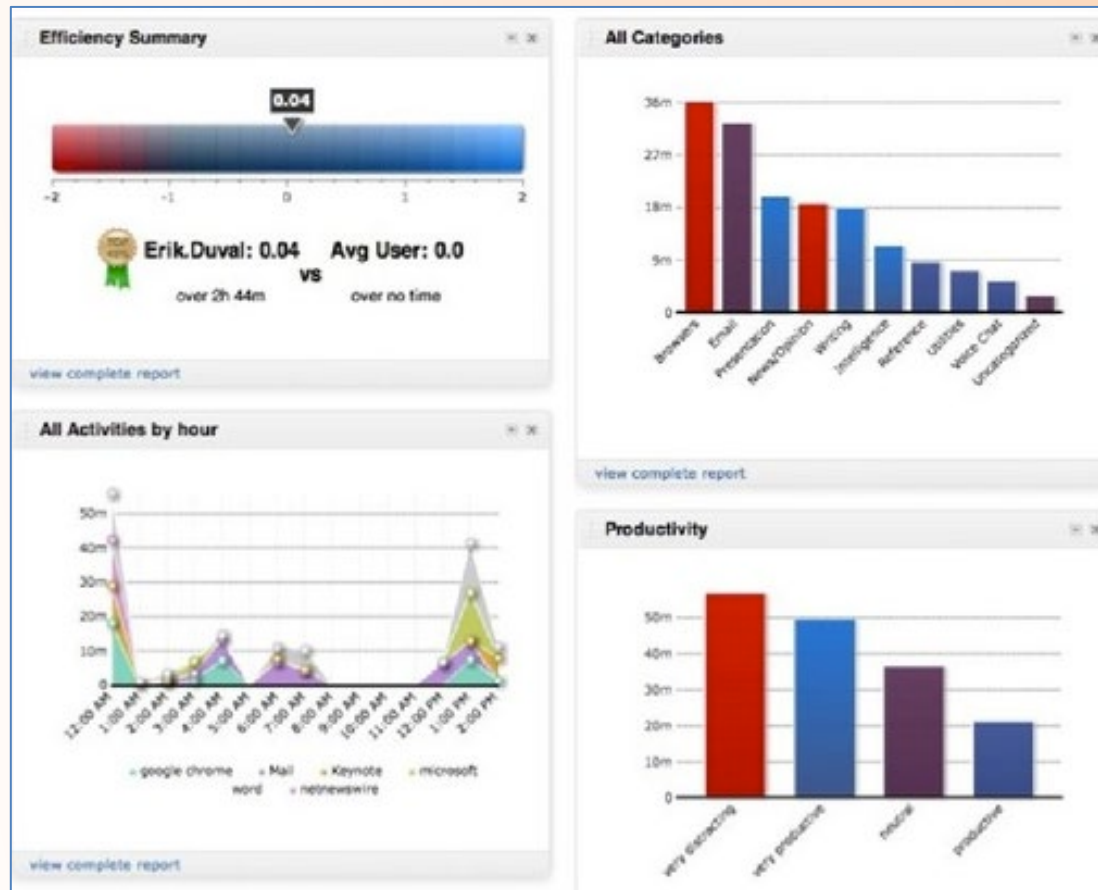 Efficiency Summary
0.04
-2 -1 0 1 2
Erik.Duval: 0.04 vs Avg User: 0.0
over 2h 44m over no time
view complete report
All Activities by hour
50m
40m
30m
20m
10m
0
12:00 AM
1:00 AM
2:00 AM
3:00 AM
4:00 AM
5:00 AM
6:00 AM
7:00 AM
8:00 AM
9:00 AM
10:00 AM
11:00 AM
12:00 PM
1:00 PM
2:00 PM
google chrome Mail Keynote microsoft
word netnewswire
view complete report
All Categories
36m
27m
18m
9m
0
Browsers
Email
Presentation
News/Opinion
Writing
Intelligence
Reference
Utilities
Voice Chat
Uncategorized
view complete report
Productivity
50m
40m
30m
20m
10m
0
very distracting
very productive
neutral
productive